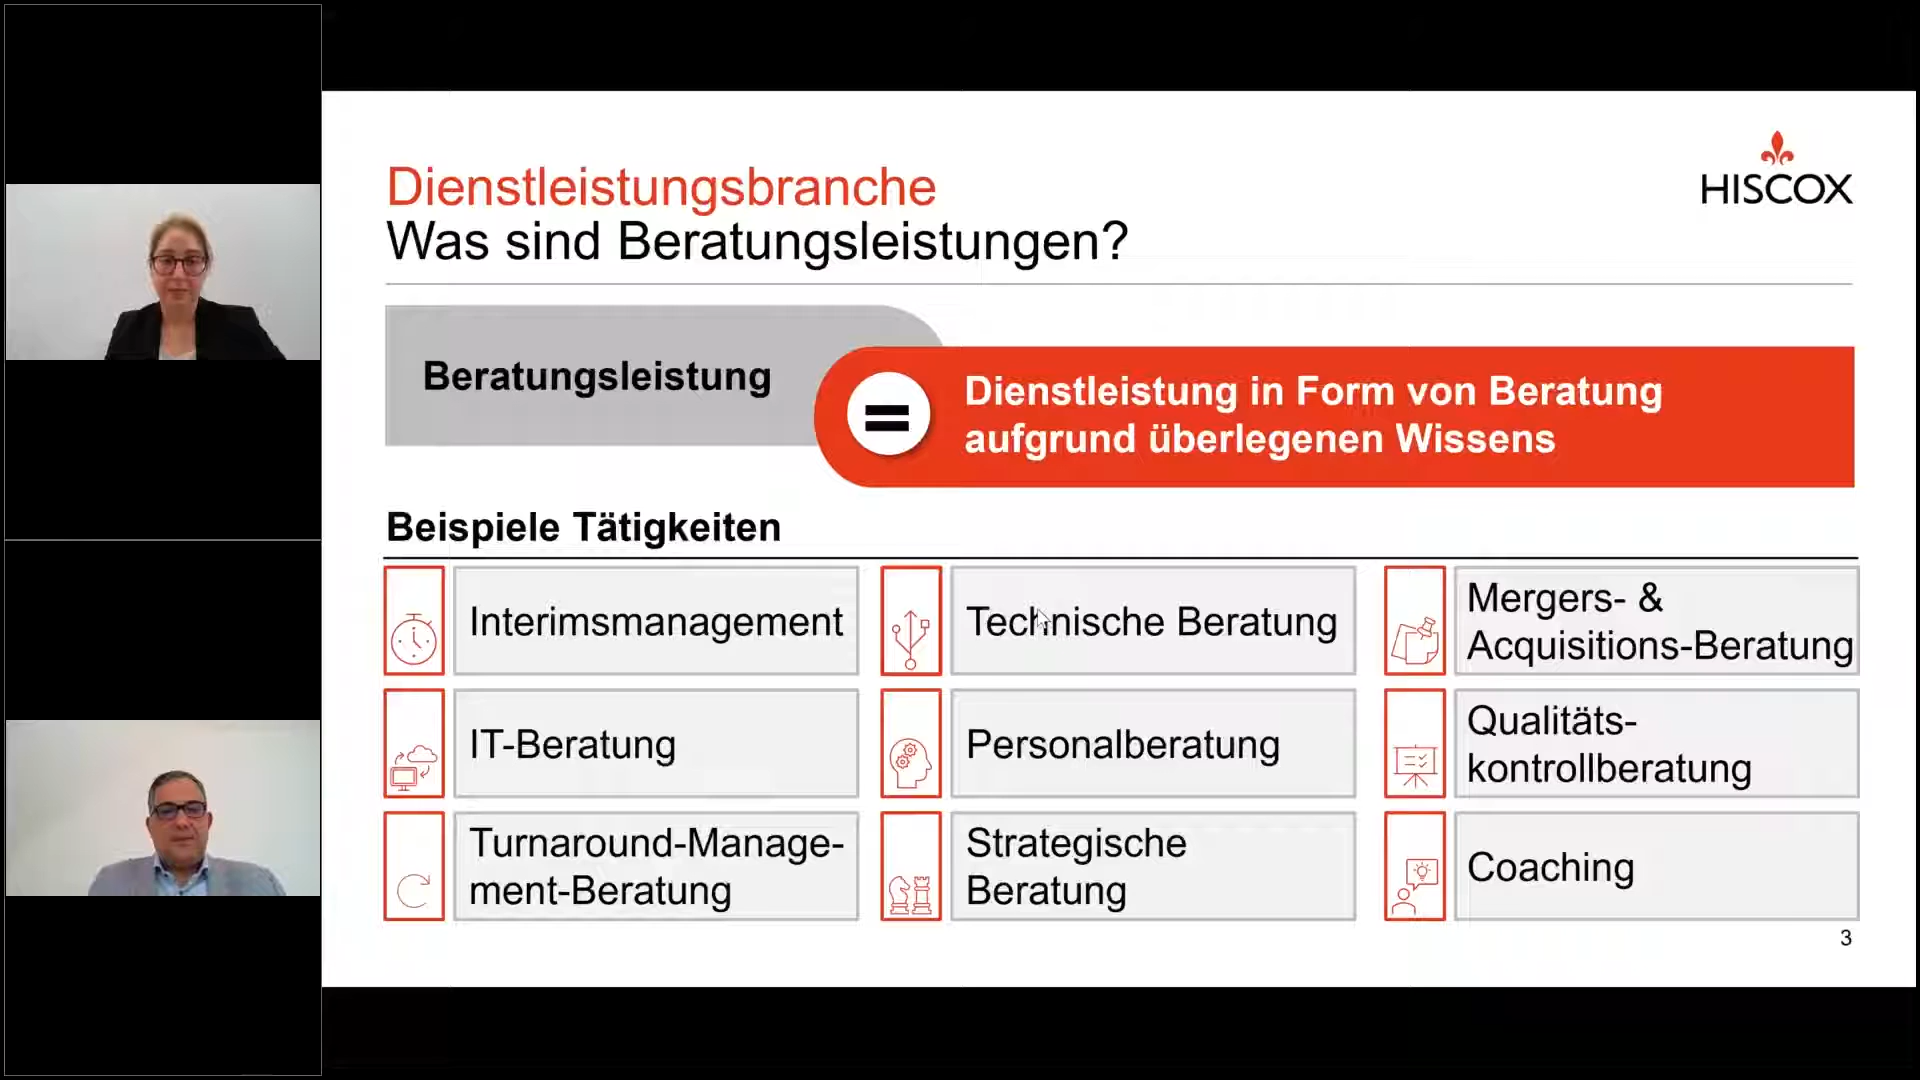 Dienstleistungsbranche
Was sind Beratungsleistungen?
HISCOX
Beratungsleistung
=
Dienstleistung in Form von Beratung
aufgrund überlegenen Wissens
Beispiele Tätigkeiten
Interimsmanagement
Technische Beratung
Mergers- &
Acquisitions-Beratung
IT-Beratung
Personalberatung
Qualitäts-
kontrollberatung
Turnaround-Manage-
ment-Beratung
Strategische
Beratung
Coaching
3